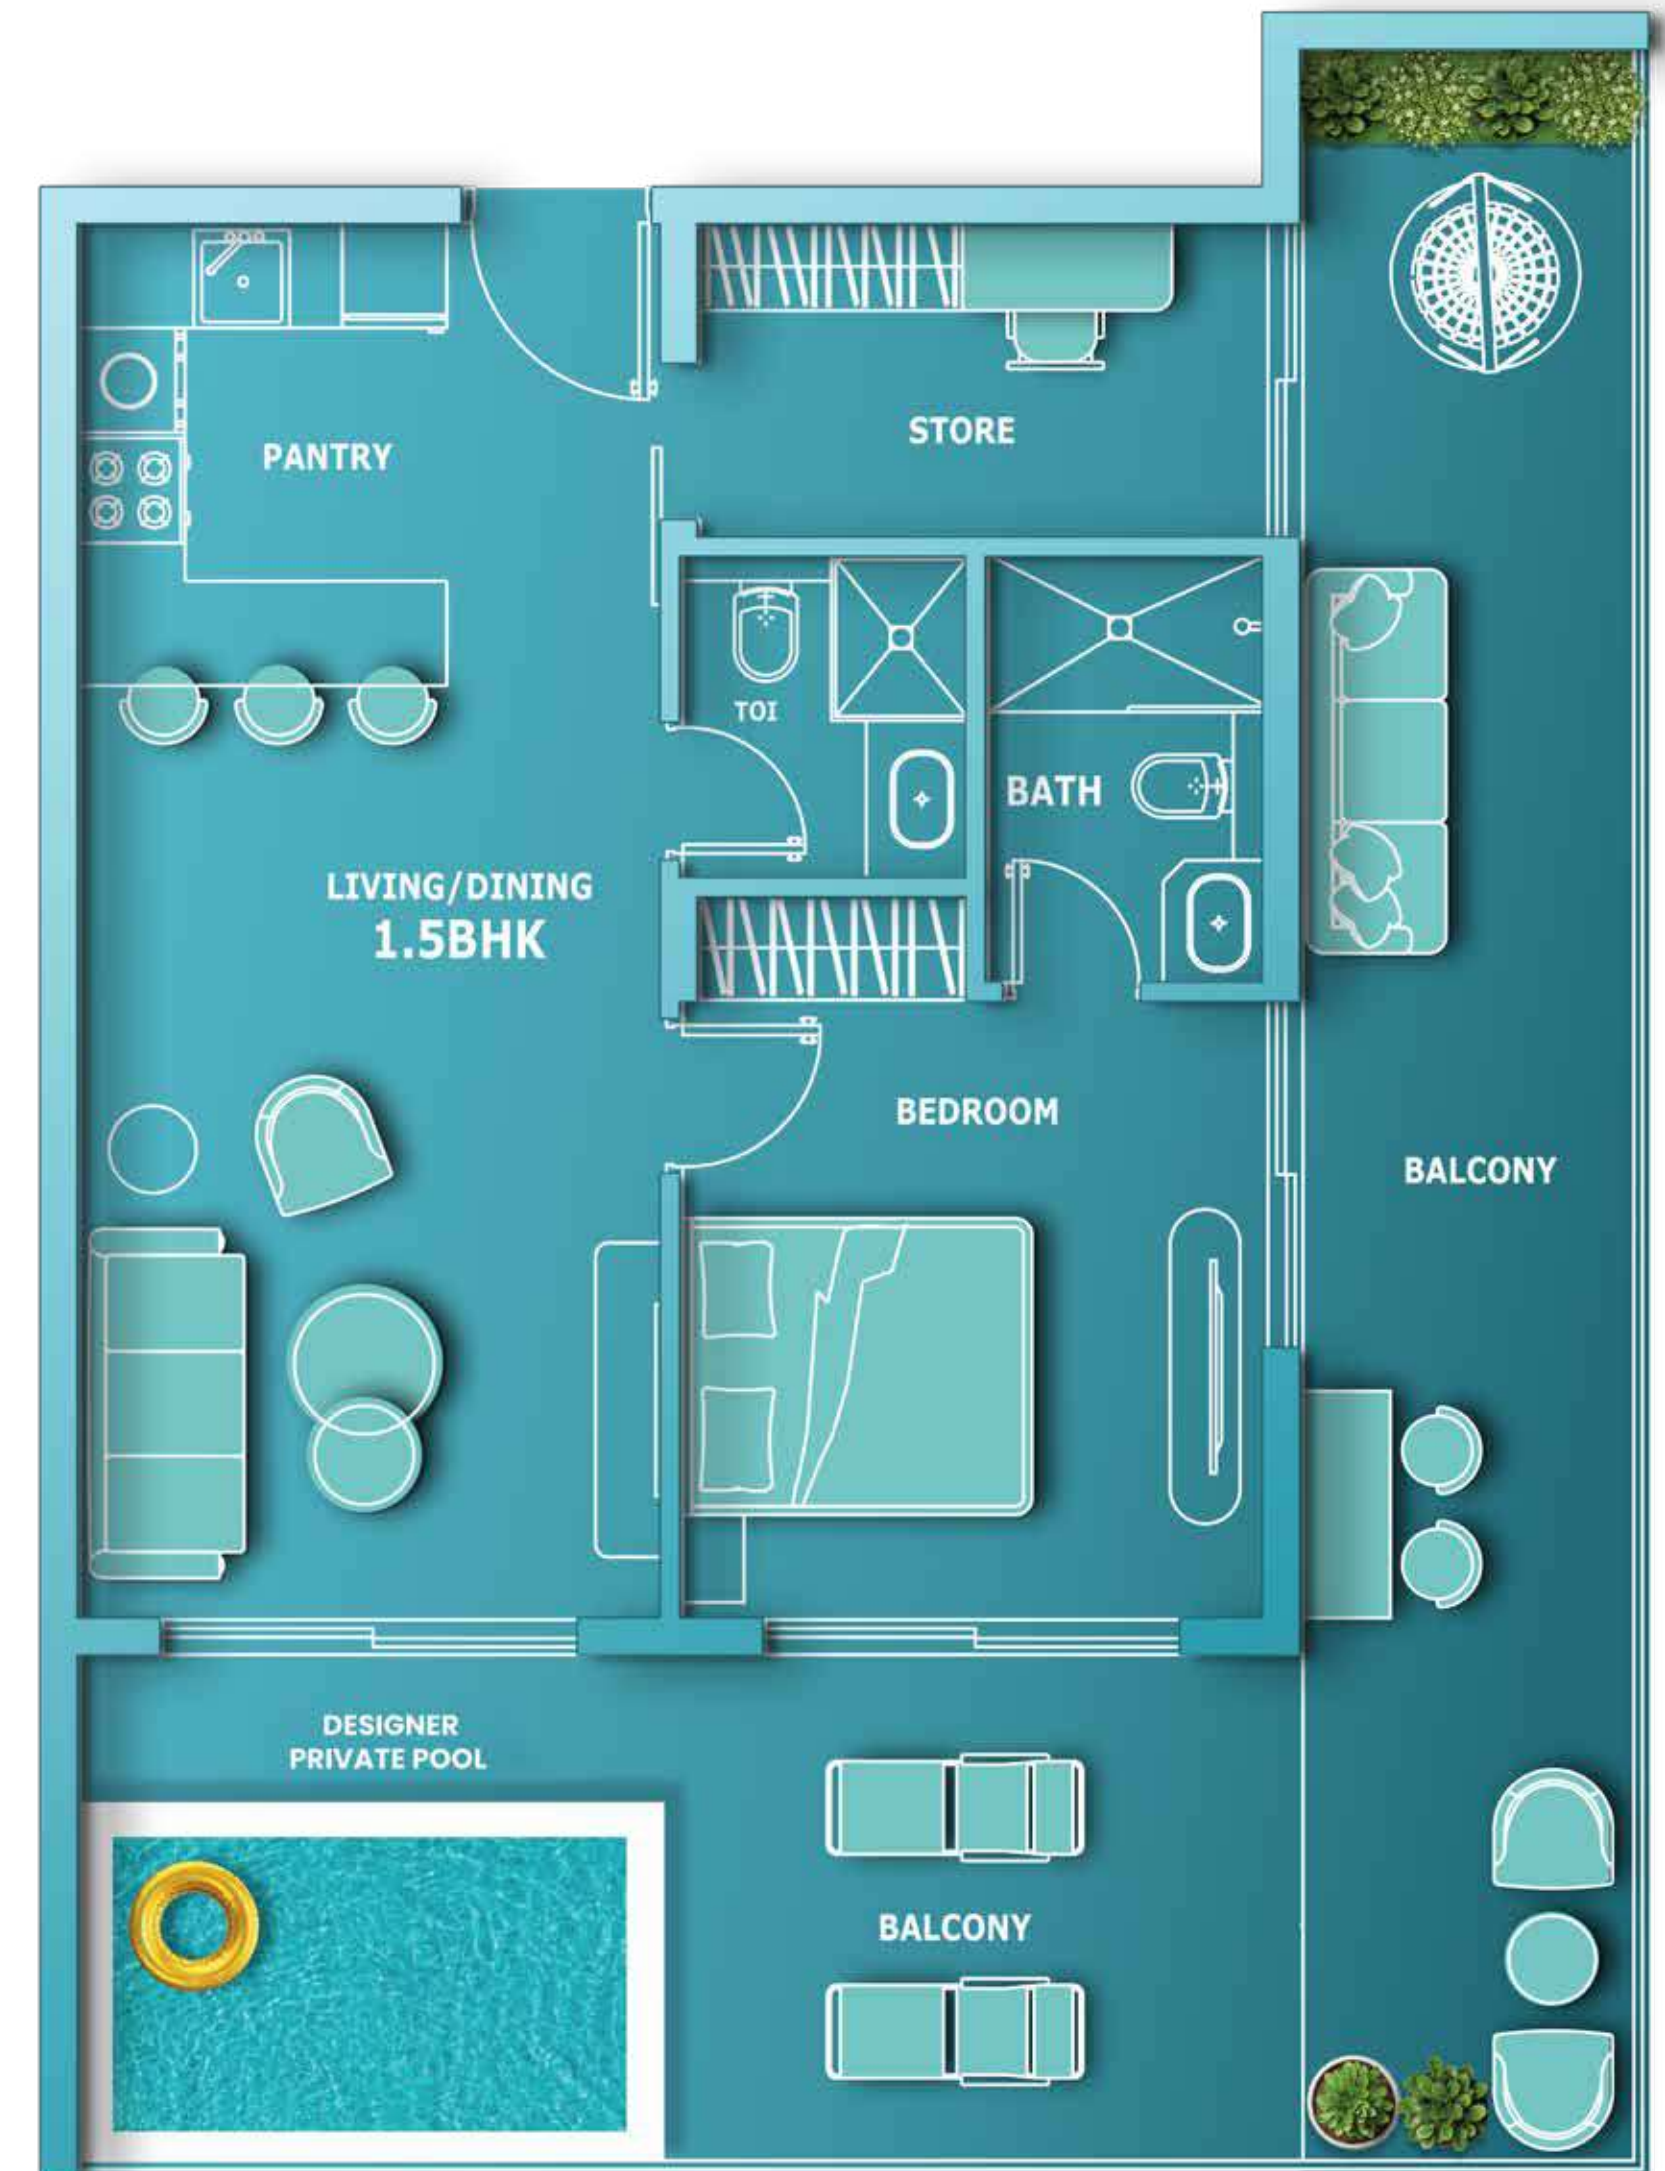 STORE
PANTRY
TOI
BATH
LIVING/DINING
1.5BHK
BEDROOM
BALCONY
DESIGNER
PRIVATE POOL
BALCONY